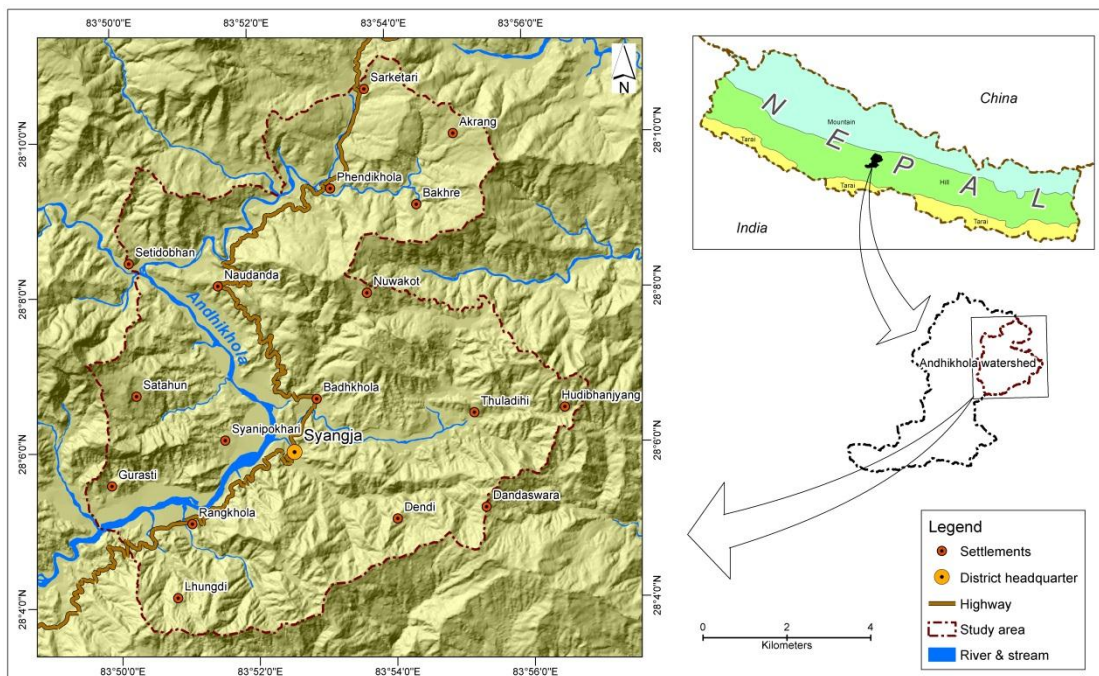 83°50'0"E
83°52'0"E
83°54'0"E
83°56'0"E
28°10'0"N
28°8'0"N
28°6'0"N
28°4'0"N
N
Sarketari
Akrang
Phendikhola
Bakhre
Setidobhan
Naudanda
Nuwakot
Andhikhola
Satahun
Badhkhola
Thuladihi
Hudibhanjyang
Syanipokhari
Syangja
Gurasti
Rangkhola
Dendi
Dandaswara
Lhungdi
28°10'0"N
28°8'0"N
28°6'0"N
28°4'0"N
83°50'0"E
83°52'0"E
83°54'0"E
83°56'0"E
China
NEPAL
Mountain
Tarai
Hill
Tarai
Tarai
India
Andhikhola watershed
0 2 4
Kilometers
Legend
Settlements
District headquarter
Highway
Study area
River & stream